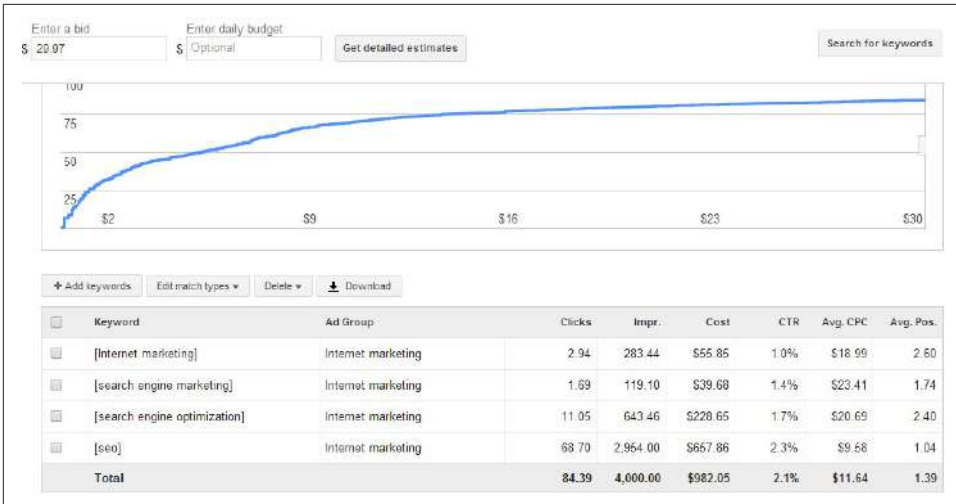 Enter a bid Enter daily budget
$ 29.97 $ Optional Get detailed estimates Search for keywords
100
75
50
25
$2 $9 $16 $23 $30
+ Add keywords Edit match types Delete Download
Keyword Ad Group Clicks Impr. Cost CTR Avg. CPC Avg. Pos.
[Internet marketing] Internet marketing 2.94 283.44 $55.85 1.0% $18.99 2.60
[search engine marketing] Internet marketing 1.69 119.10 $39.68 1.4% $23.41 1.74
[search engine optimization] Internet marketing 11.05 643.46 $228.65 1.7% $20.69 2.40
[seo] Internet marketing 68.70 2,954.00 $657.86 2.3% $9.58 1.04
Total 84.39 4,000.00 $982.05 2.1% $11.64 1.39